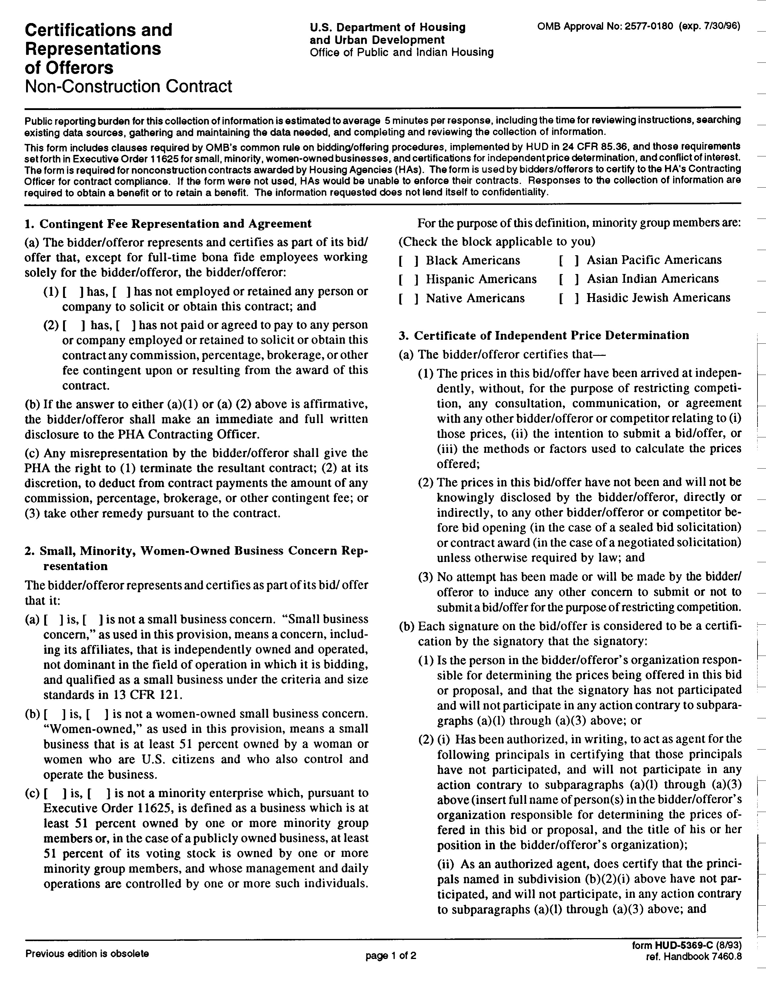 Certifications and
Representations
of Offerors
Non-Construction Contract
U.S. Department of Housing
and Urban Development
Office of Public and Indian Housing
OMB Approval No: 2577-0180 (exp. 7/30/96)
Public reporting burden for this collection of information is estimated to average 5 minutes per response, including the time for reviewing instructions, searching
existing data sources, gathering and maintaining the data needed, and completing and reviewing the collection of information.
This form includes clauses required by OMB's common rule on bidding/offering procedures, implemented by HUD in 24 CFR 85.36, and those requirements
set forth in Executive Order 11625 for small, minority, women-owned businesses, and certifications for independent price determination, and conflict of interest.
The form is required for nonconstruction contracts awarded by Housing Agencies (HAs). The form is used by bidders/offerors to certify to the HA's Contracting
Officer for contract compliance. If the form were not used, HAs would be unable to enforce their contracts. Responses to the collection of information are
required to obtain a benefit or to retain a benefit. The information requested does not lend itself to confidentiality.
1. Contingent Fee Representation and Agreement
(a) The bidder/offeror represents and certifies as part of its bid/
offer that, except for full-time bona fide employees working
solely for the bidder/offeror, the bidder/offeror:
(1) [ ] has, [ ] has not employed or retained any person or
company to solicit or obtain this contract; and
(2) [ ] has, [ ] has not paid or agreed to pay to any person
or company employed or retained to solicit or obtain this
contract any commission, percentage, brokerage, or other
fee contingent upon or resulting from the award of this
contract.
(b) If the answer to either (a)(1) or (a) (2) above is affirmative,
the bidder/offeror shall make an immediate and full written
disclosure to the PHA Contracting Officer.
(c) Any misrepresentation by the bidder/offeror shall give the
PHA the right to (1) terminate the resultant contract; (2) at its
discretion, to deduct from contract payments the amount of any
commission, percentage, brokerage, or other contingent fee; or
(3) take other remedy pursuant to the contract.
2. Small, Minority, Women-Owned Business Concern Rep-
resentation
The bidder/offeror represents and certifies as part of its bid/ offer
that it:
(a) [ ] is, [ ] is not a small business concern. “Small business
concern,” as used in this provision, means a concern, includ-
ing its affiliates, that is independently owned and operated,
not dominant in the field of operation in which it is bidding,
and qualified as a small business under the criteria and size
standards in 13 CFR 121.
(b) [ ] is, [ ] is not a women-owned small business concern.
“Women-owned,” as used in this provision, means a small
business that is at least 51 percent owned by a woman or
women who are U.S. citizens and who also control and
operate the business.
(c) [ ] is, [ ] is not a minority enterprise which, pursuant to
Executive Order 11625, is defined as a business which is at
least 51 percent owned by one or more minority group
members or, in the case of a publicly owned business, at least
51 percent of its voting stock is owned by one or more
minority group members, and whose management and daily
operations are controlled by one or more such individuals.
For the purpose of this definition, minority group members are:
(Check the block applicable to you)
[ ] Black Americans [ ] Asian Pacific Americans
[ ] Hispanic Americans [ ] Asian Indian Americans
[ ] Native Americans [ ] Hasidic Jewish Americans
3. Certificate of Independent Price Determination
(a) The bidder/offeror certifies that—
(1) The prices in this bid/offer have been arrived at indepen-
dently, without, for the purpose of restricting competi-
tion, any consultation, communication, or agreement
with any other bidder/offeror or competitor relating to (i)
those prices, (ii) the intention to submit a bid/offer, or
(iii) the methods or factors used to calculate the prices
offered;
(2) The prices in this bid/offer have not been and will not be
knowingly disclosed by the bidder/offeror, directly or
indirectly, to any other bidder/offeror or competitor be-
fore bid opening (in the case of a sealed bid solicitation)
or contract award (in the case of a negotiated solicitation)
unless otherwise required by law; and
(3) No attempt has been made or will be made by the bidder/
offeror to induce any other concern to submit or not to
submit a bid/offer for the purpose of restricting competition.
(b) Each signature on the bid/offer is considered to be a certifi-
cation by the signatory that the signatory:
(1) Is the person in the bidder/offeror's organization respon-
sible for determining the prices being offered in this bid
or proposal, and that the signatory has not participated
and will not participate in any action contrary to subpara-
graphs (a)(l) through (a)(3) above; or
(2) (i) Has been authorized, in writing, to act as agent for the
following principals in certifying that those principals
have not participated, and will not participate in any
action contrary to subparagraphs (a)(l) through (a)(3)
above (insert full name of person(s) in the bidder/offeror's
organization responsible for determining the prices of-
fered in this bid or proposal, and the title of his or her
position in the bidder/offeror's organization);
(ii) As an authorized agent, does certify that the princi-
pals named in subdivision (b)(2)(i) above have not par-
ticipated, and will not participate, in any action contrary
to subparagraphs (a)(l) through (a)(3) above; and
Previous edition is obsolete
page 1 of 2
form HUD-5369-C (8/93)
ref. Handbook 7460.8